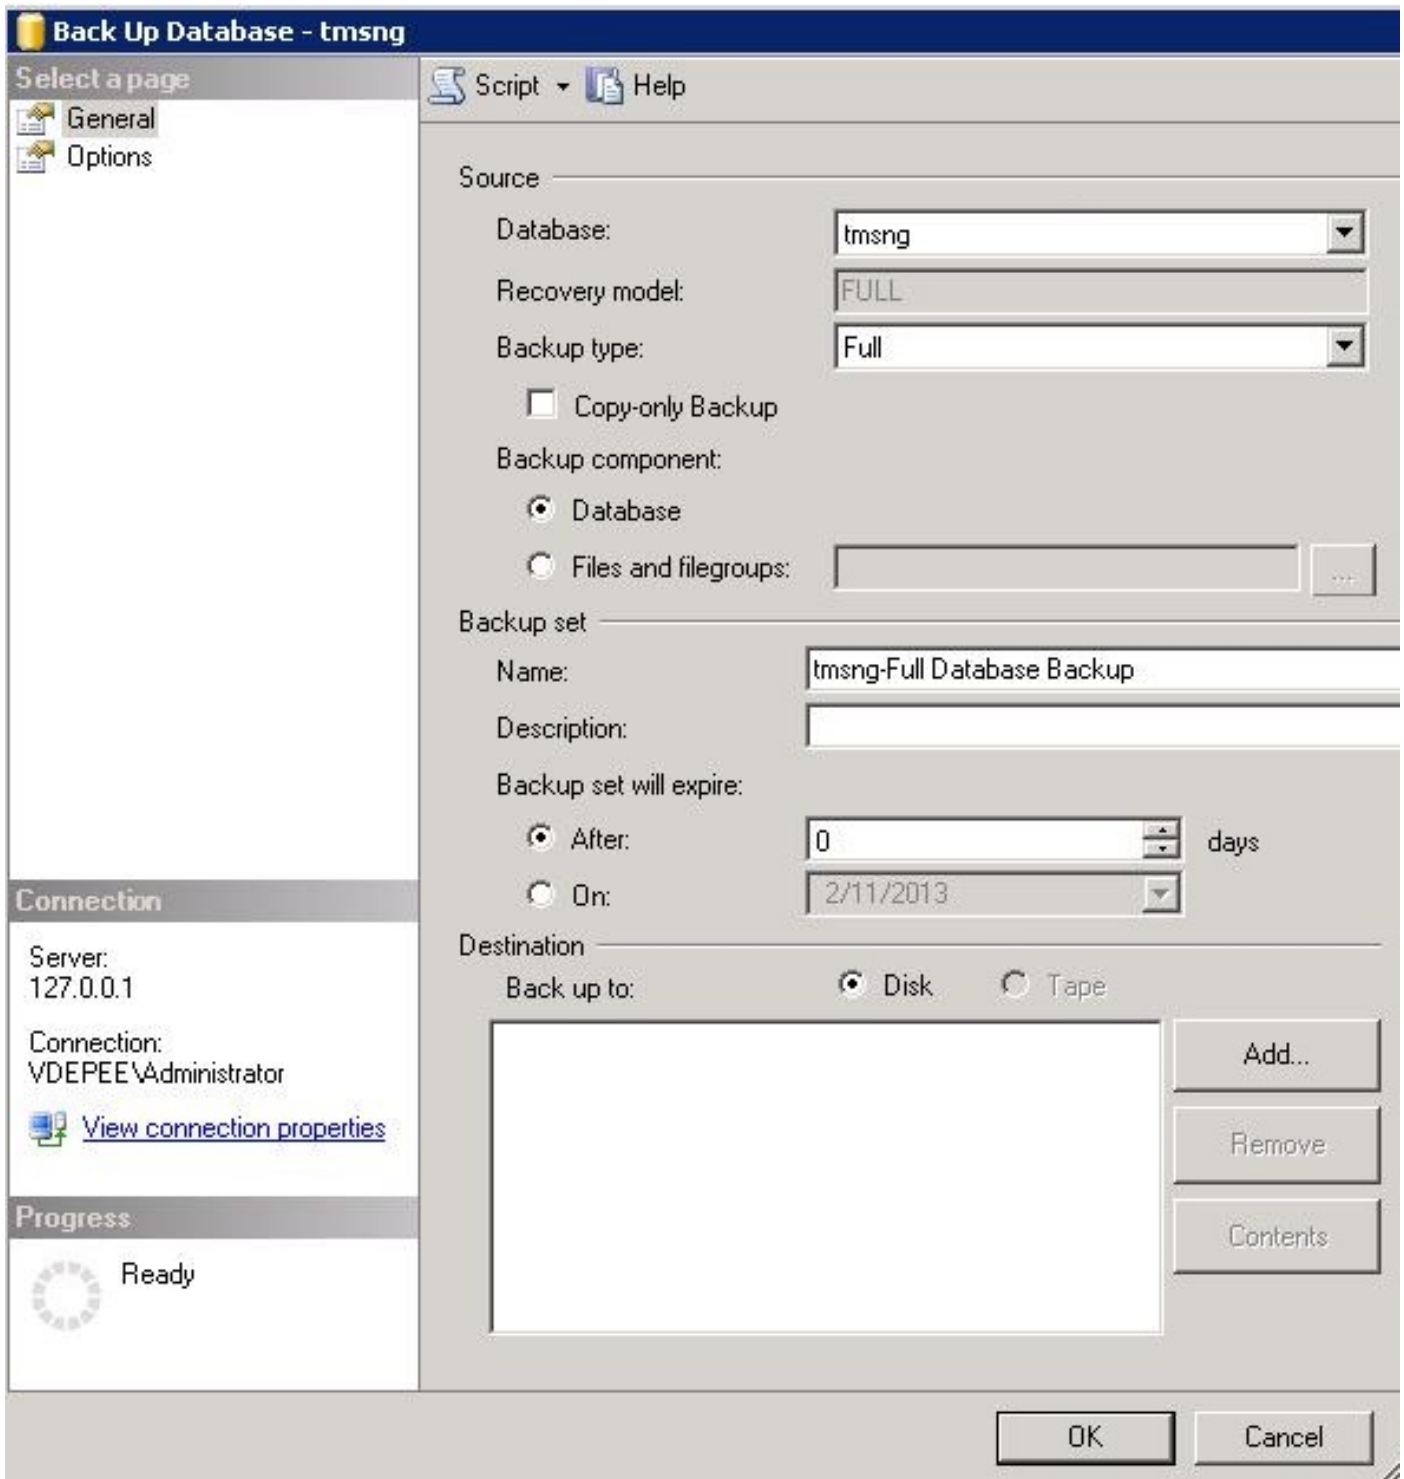 Back Up Database - tmsng
Select a page
General
Options
Script Help
Source
Database: tmsng
Recovery model: FULL
Backup type: Full
Copy-only Backup
Backup component:
Database
Files and filegroups: ...
Backup set
Name: tmsng-Full Database Backup
Description:
Backup set will expire:
After: 0 days
On: 2/11/2013
Destination
Back up to: Disk Tape
Add...
Remove
Contents
Connection
Server:
127.0.0.1
Connection:
VDEPEE\Administrator
View connection properties
Progress
Ready
OK Cancel